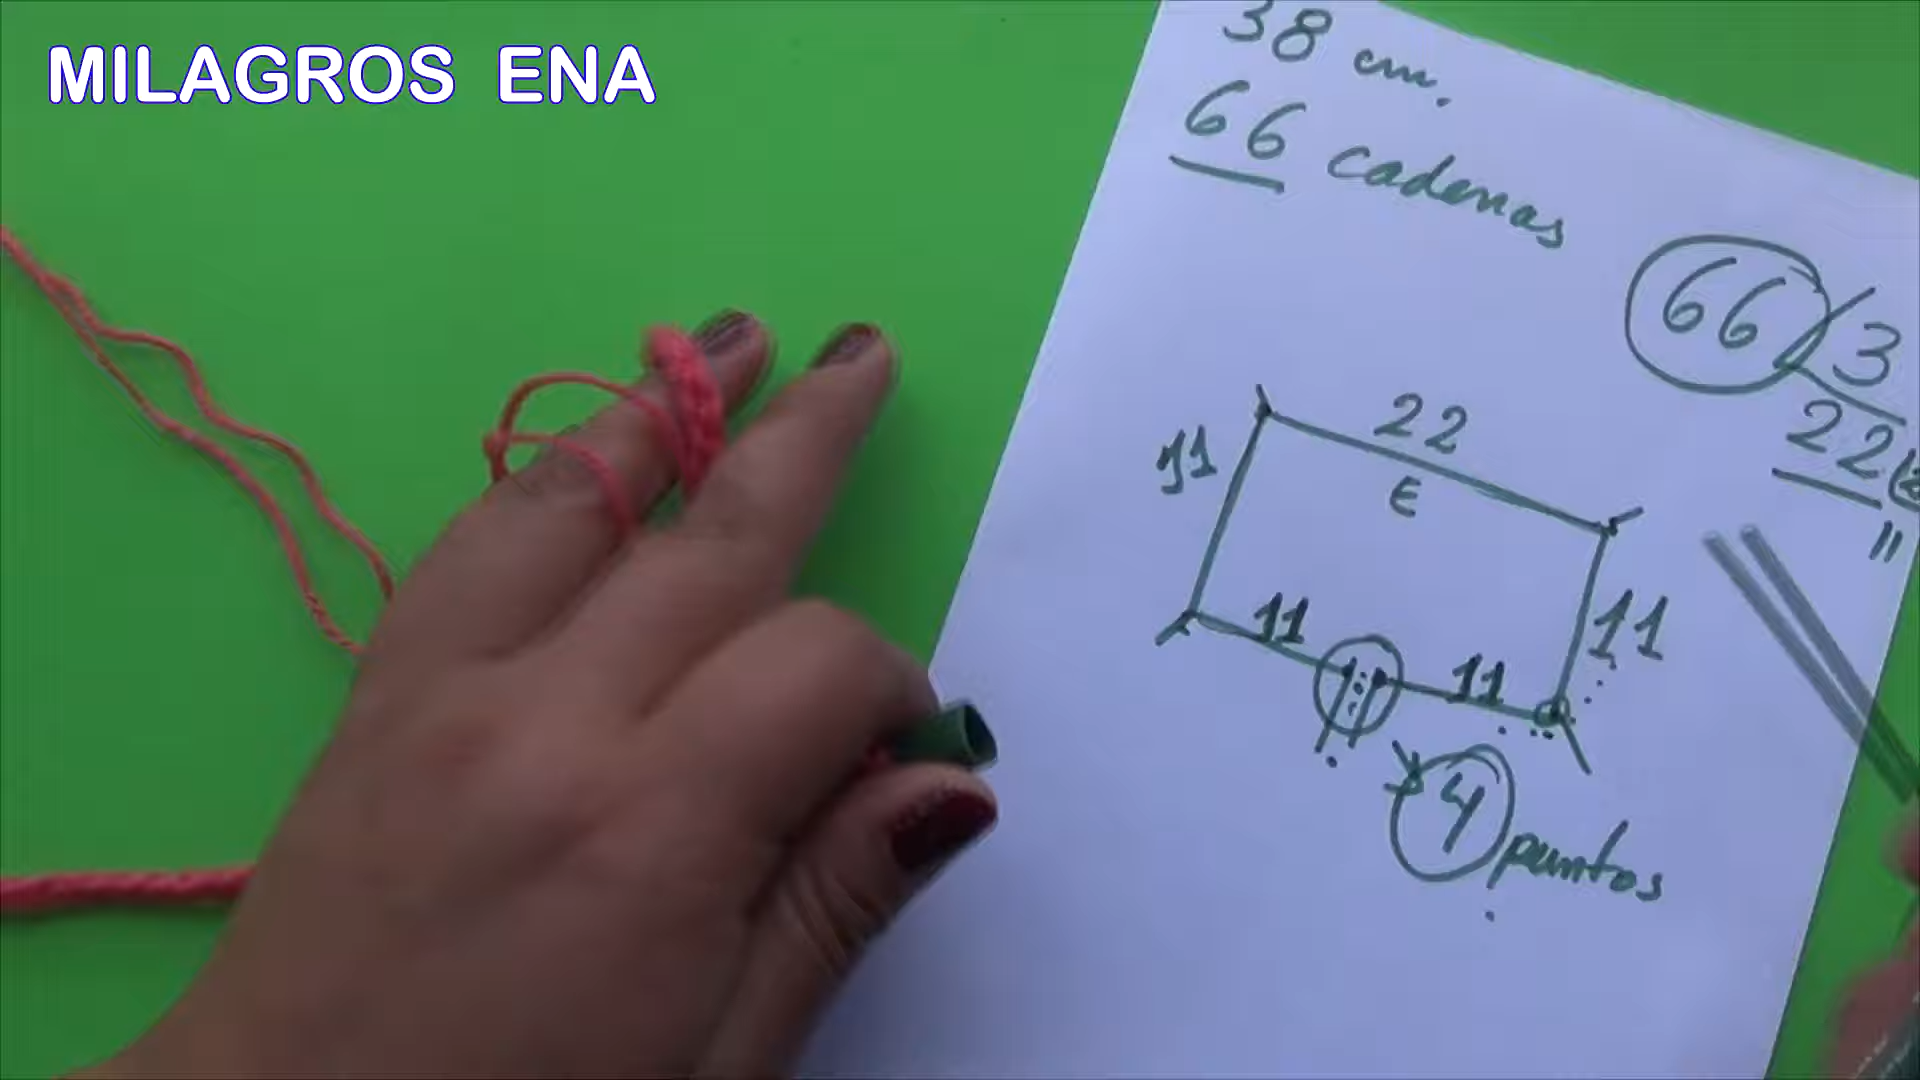 MILAGROS ENA
38 cm.
66 cadenas
66 / 3
22
11
22
E
11
11
11
11
4 puntos